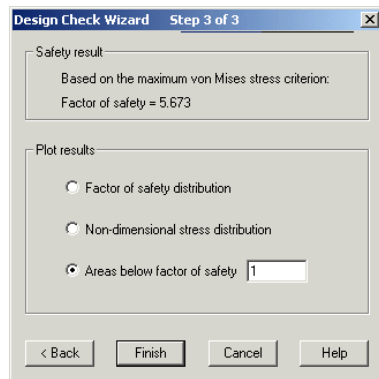 Design Check Wizard Step 3 of 3
Safety result
Based on the maximum von Mises stress criterion:
Factor of safety = 5.673
Plot results
Factor of safety distribution
Non-dimensional stress distribution
Areas below factor of safety 1
< Back Finish Cancel Help